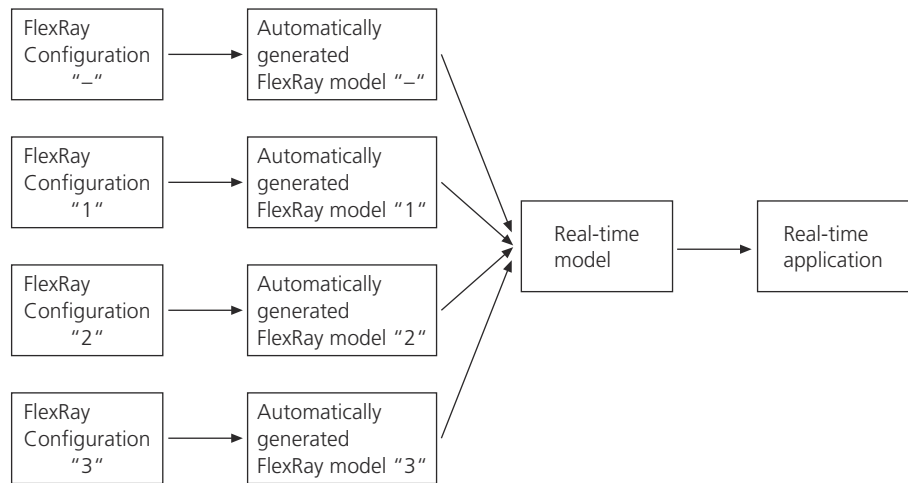 FlexRay
Configuration
“–“
Automatically
generated
FlexRay model “–“
FlexRay
Configuration
“1“
Automatically
generated
FlexRay model “1“
FlexRay
Configuration
“2“
Automatically
generated
FlexRay model “2“
FlexRay
Configuration
“3“
Automatically
generated
FlexRay model “3“
Real-time
model
Real-time
application